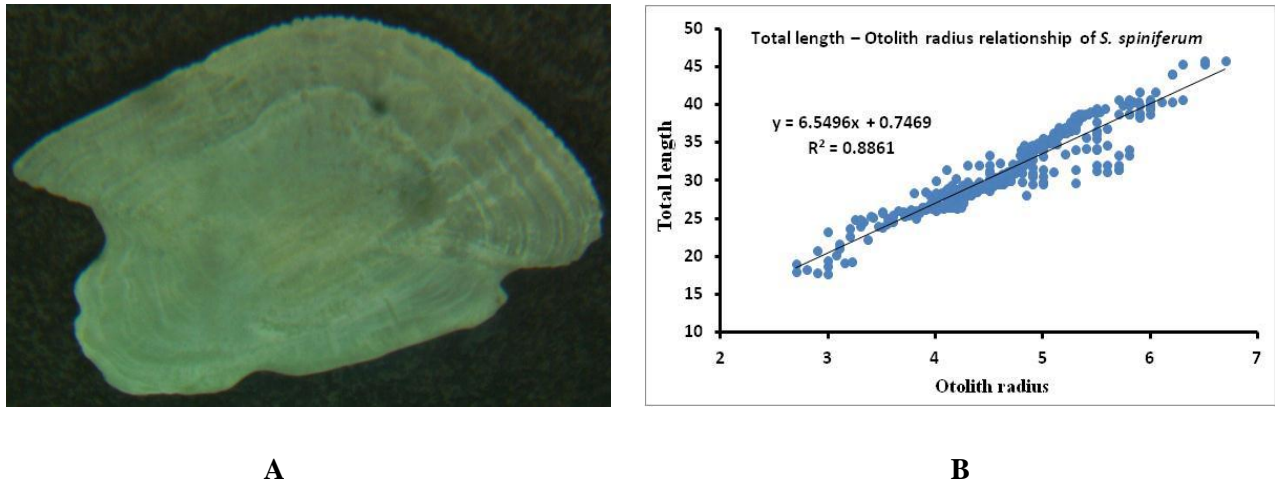 Total length – Otolith radius relationship of S. spiniferum
y = 6.5496x + 0.7469
R² = 0.8861
Total length
50
45
40
35
30
25
20
15
10
2 3 4 5 6 7
Otolith radius
A B